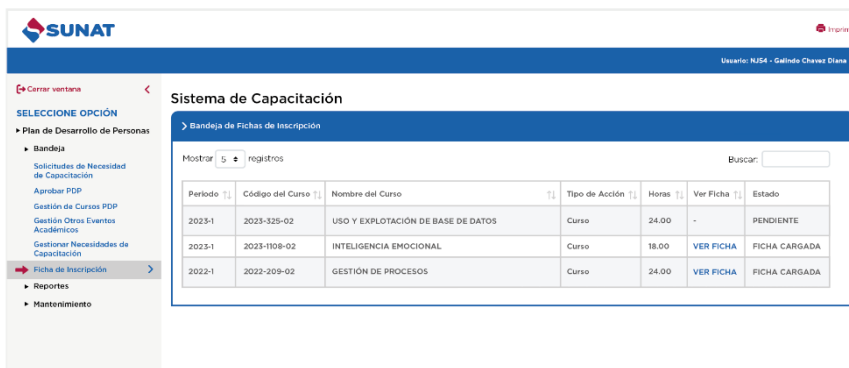 SUNAT
Imprim
Usuario: NJ54 - Galindo Chavez Diana
Cerrar ventana
SELECCIONE OPCIÓN
Plan de Desarrollo de Personas
Bandeja
Solicitudes de Necesidad
de Capacitación
Aprobar PDP
Gestión de Cursos PDP
Gestión Otros Eventos
Académicos
Gestionar Necesidades de
Capacitación
Ficha de Inscripción
Reportes
Mantenimiento
Sistema de Capacitación
Bandeja de Fichas de Inscripción
Mostrar 5 registros Buscar:
Periodo Código del Curso Nombre del Curso Tipo de Acción Horas Ver Ficha Estado
2023-1 2023-325-02 USO Y EXPLOTACIÓN DE BASE DE DATOS Curso 24.00 - PENDIENTE
2023-1 2023-1108-02 INTELIGENCIA EMOCIONAL Curso 18.00 VER FICHA FICHA CARGADA
2022-1 2022-209-02 GESTIÓN DE PROCESOS Curso 24.00 VER FICHA FICHA CARGADA